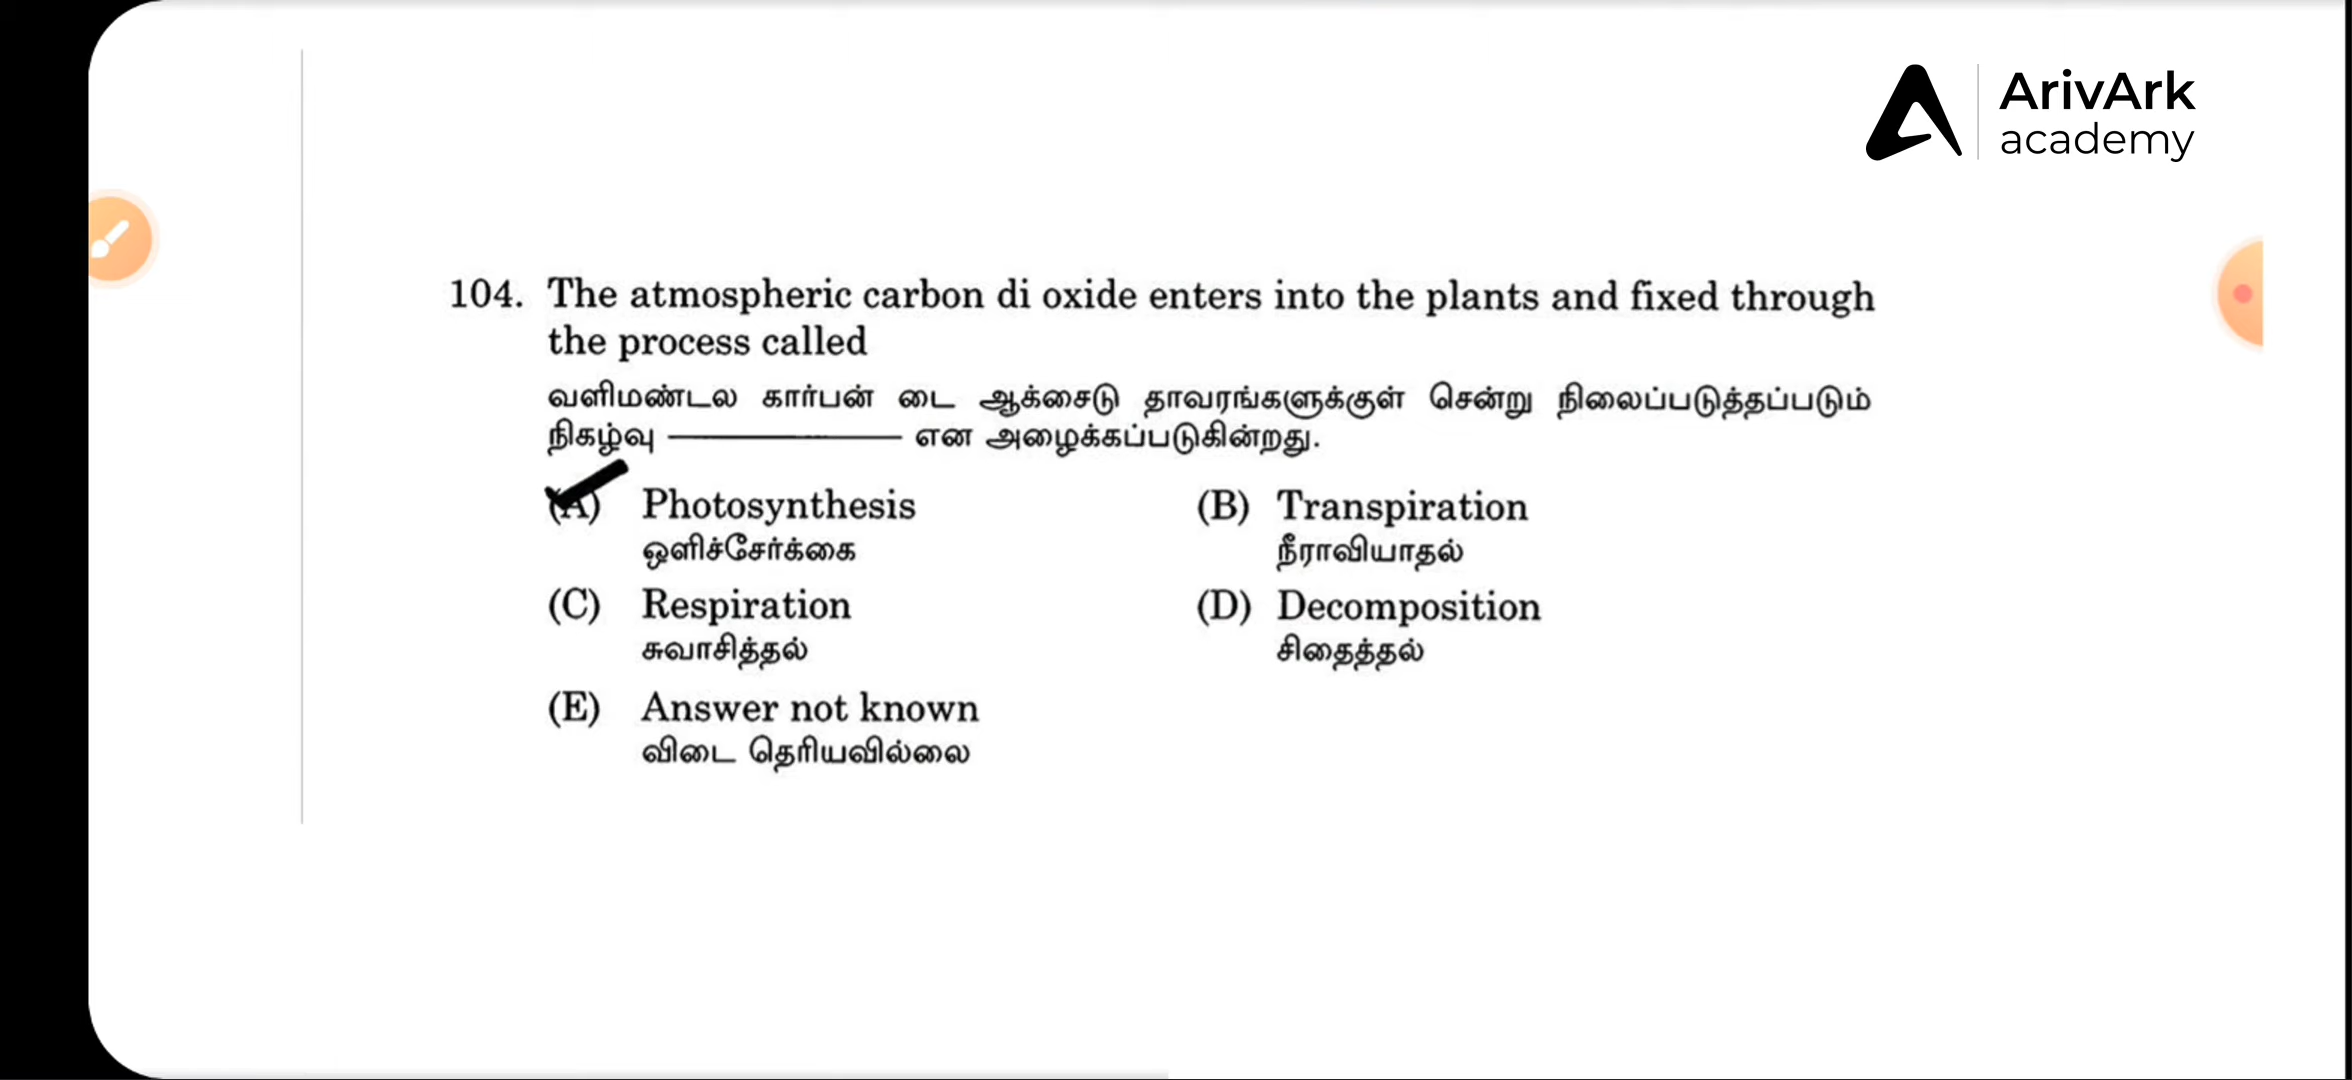 ArivArk
academy
104. The atmospheric carbon di oxide enters into the plants and fixed through
the process called
வளிமண்டல கார்பன் டை ஆக்சைடு தாவரங்களுக்குள் சென்று நிலைப்படுத்தப்படும்
நிகழ்வு ———— என அழைக்கப்படுகின்றது.
(A) Photosynthesis (B) Transpiration
ஒளிச்சேர்க்கை நீராவியாதல்
(C) Respiration (D) Decomposition
சுவாசித்தல் சிதைத்தல்
(E) Answer not known
விடை தெரியவில்லை